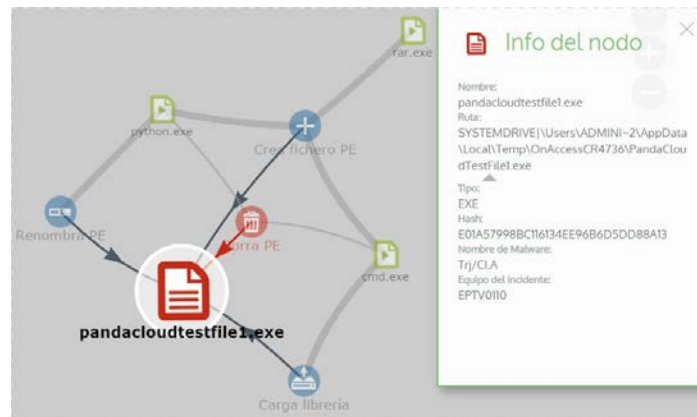 rar.exe
python.exe
Crea fichero PE
Renombra PE
Borra PE
cmd.exe
pandacloudtestfile1.exe
Carga librería
Info del nodo
Nombre:
pandacloudtestfile1.exe
Ruta:
SYSTEMDRIVE|\Users\ADMINI~2\AppData
\Local\Temp\OnAccessCR4736\PandaClou
dTestFile1.exe
Tipo:
EXE
Hash:
E01A57998BC116134EE96B6D5DD88A13
Nombre de Malware:
Trj/CI.A
Equipo del incidente:
EPTV0110